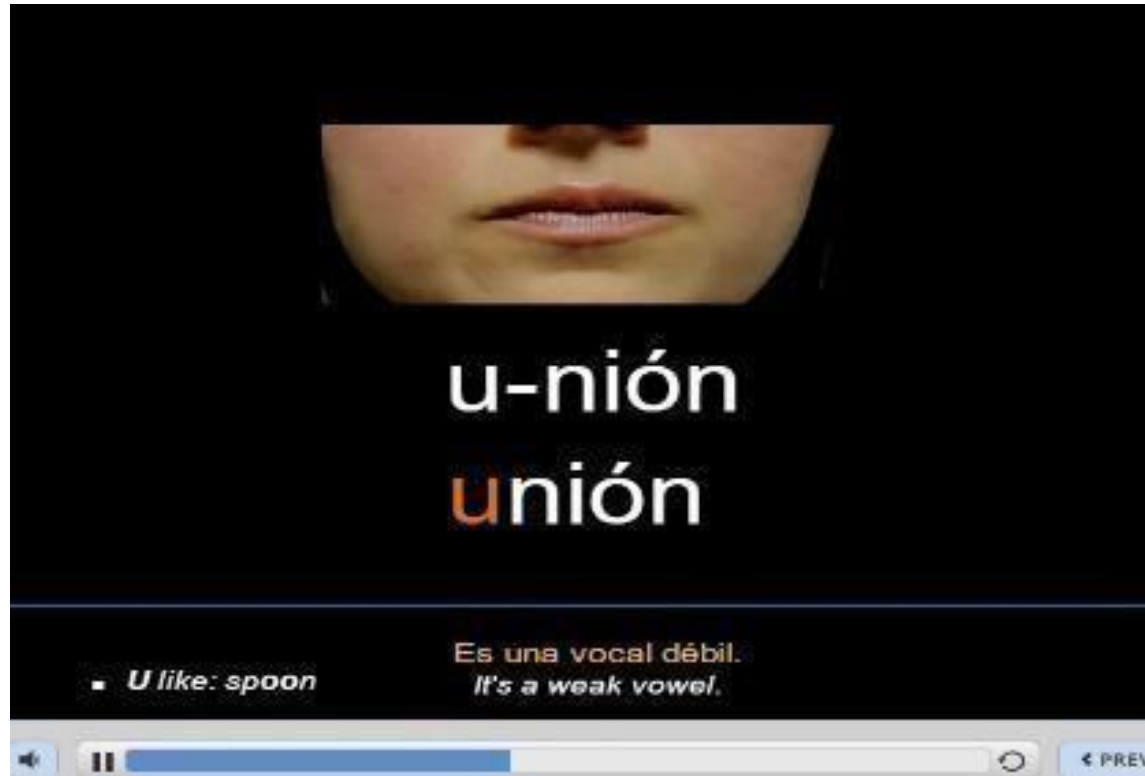 u-nión
unión
Es una vocal débil.
▪ U like: spoon
It's a weak vowel.
PREV